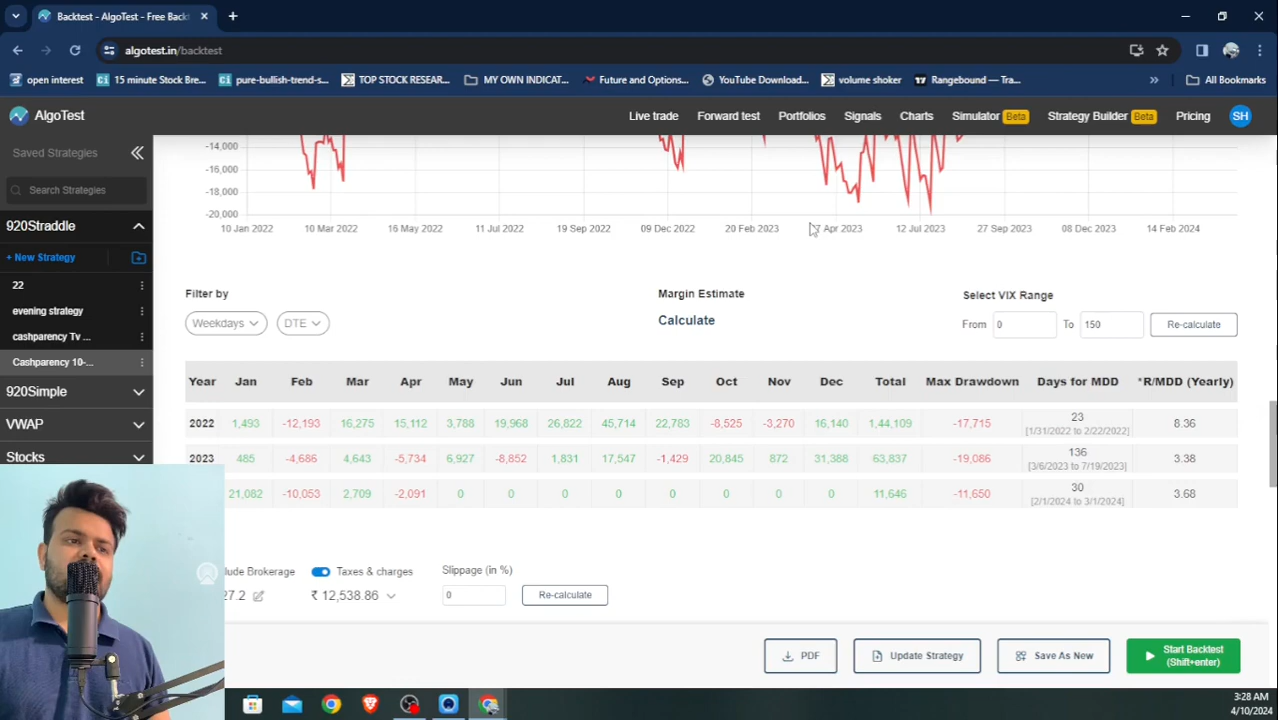 Backtest - AlgoTest - Free Back
algotest.in/backtest
open interest
15 minute Stock Bre...
pure-bullish-trend-s...
TOP STOCK RESEAR...
MY OWN INDICAT...
Future and Options...
YouTube Download...
volume shoker
Rangebound — Tra...
»
All Bookmarks
AlgoTest
Live trade
Forward test
Portfolios
Signals
Charts
Simulator Beta
Strategy Builder Beta
Pricing
SH
Saved Strategies
Search Strategies
920Straddle
+ New Strategy
22
evening strategy
cashparency Tv ...
Cashparency 10-...
920Simple
VWAP
Stocks
-14,000
-16,000
-18,000
-20,000
10 Jan 2022 10 Mar 2022 16 May 2022 11 Jul 2022 19 Sep 2022 09 Dec 2022 20 Feb 2023 Apr 2023 12 Jul 2023 27 Sep 2023 08 Dec 2023 14 Feb 2024
Filter by
Weekdays
DTE
Margin Estimate
Calculate
Select VIX Range
From 0 To 150 Re-calculate
Year Jan Feb Mar Apr May Jun Jul Aug Sep Oct Nov Dec Total Max Drawdown Days for MDD *R/MDD (Yearly)
2022 1,493 -12,193 16,275 15,112 3,788 19,968 26,822 45,714 22,783 -8,525 -3,270 16,140 1,44,109 -17,715 23 8.36
[1/31/2022 to 2/22/2022]
2023 485 -4,686 4,643 -5,734 6,927 -8,852 1,831 17,547 -1,429 20,845 872 31,388 63,837 -19,086 136 3.38
[3/6/2023 to 7/19/2023]
21,082 -10,053 2,709 -2,091 0 0 0 0 0 0 0 0 11,646 -11,650 30 3.68
[2/1/2024 to 3/1/2024]
lude Brokerage
27.2
Taxes & charges
₹ 12,538.86
Slippage (in %)
0
Re-calculate
PDF
Update Strategy
Save As New
Start Backtest
(Shift+enter)
3:28 AM
4/10/2024